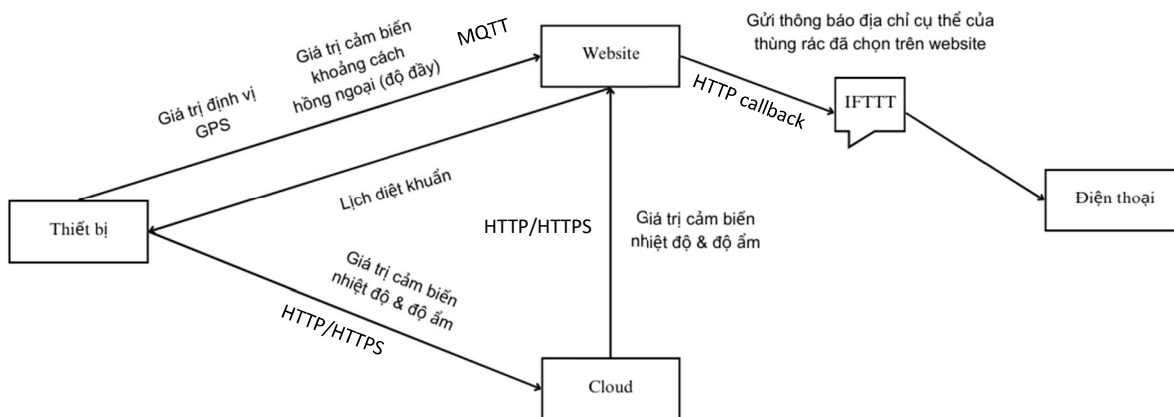 Gửi thông báo địa chỉ cụ thể của
thùng rác đã chọn trên website
MQTT
Website
Giá trị cảm biến
khoảng cách
hồng ngoại (độ đầy)
Giá trị định vị
GPS
HTTP callback
IFTTT
Điện thoại
Lịch diệt khuẩn
Thiết bị
HTTP/HTTPS
Giá trị cảm biến
nhiệt độ & độ ẩm
Giá trị cảm biến
nhiệt độ & độ ẩm
HTTP/HTTPS
Cloud